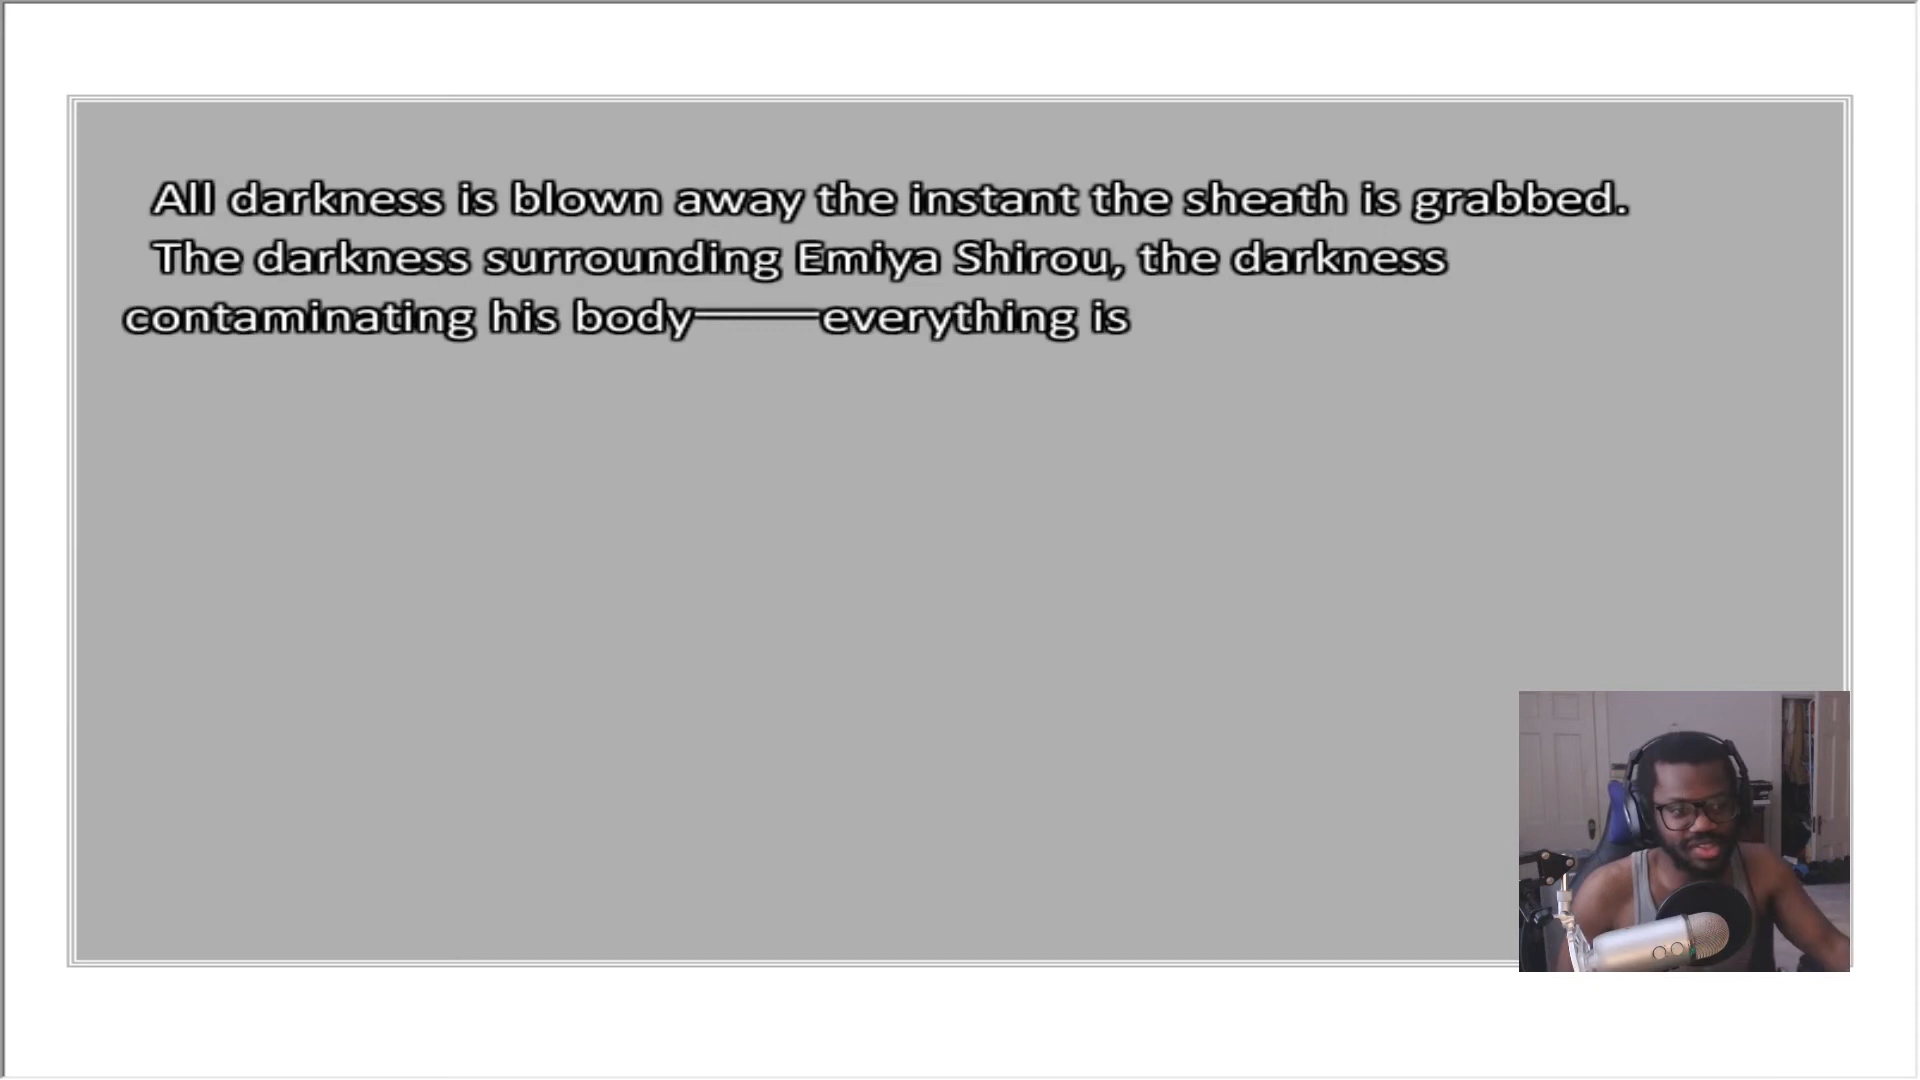 All darkness is blown away the instant the sheath is grabbed.
The darkness surrounding Emiya Shirou, the darkness
contaminating his body────everything is